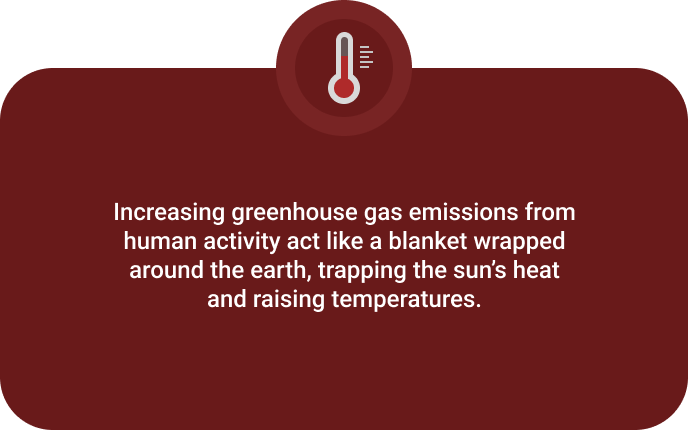 Increasing greenhouse gas emissions from
human activity act like a blanket wrapped
around the earth, trapping the sun’s heat
and raising temperatures.